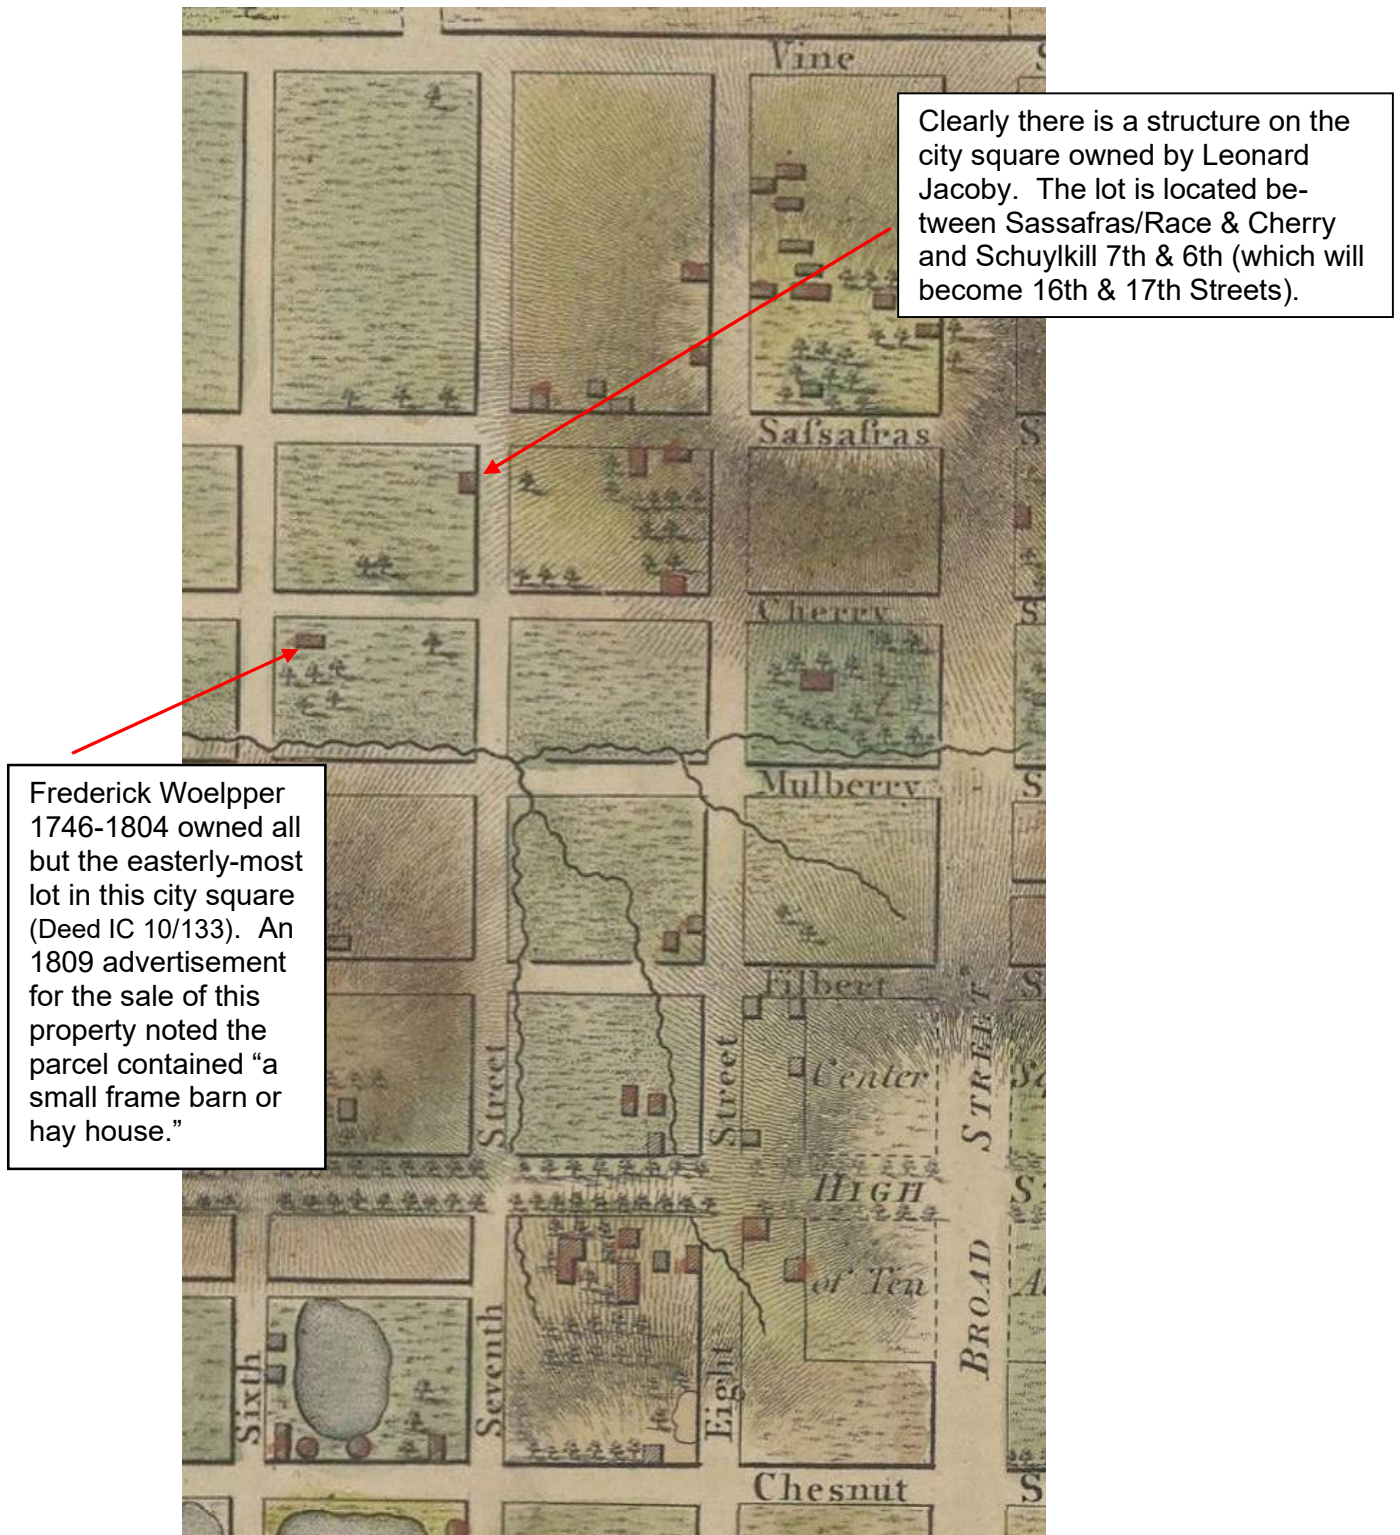 Vine
S
Clearly there is a structure on the
city square owned by Leonard
Jacoby.  The lot is located be-
tween Sassafras/Race & Cherry
and Schuylkill 7th & 6th (which will
become 16th & 17th Streets).
Saſsafras
S
Cherry
S
Mulberry
S
Frederick Woelpper
1746-1804 owned all
but the easterly-most
lot in this city square
(Deed IC 10/133).  An
1809 advertisement
for the sale of this
property noted the
parcel contained “a
small frame barn or
hay house.”
Filbert
S
Street
Street
STREET
Center
Sq
HIGH
S
of Ten
A
BROAD
Sixth
Seventh
Eight
Chesnut
S